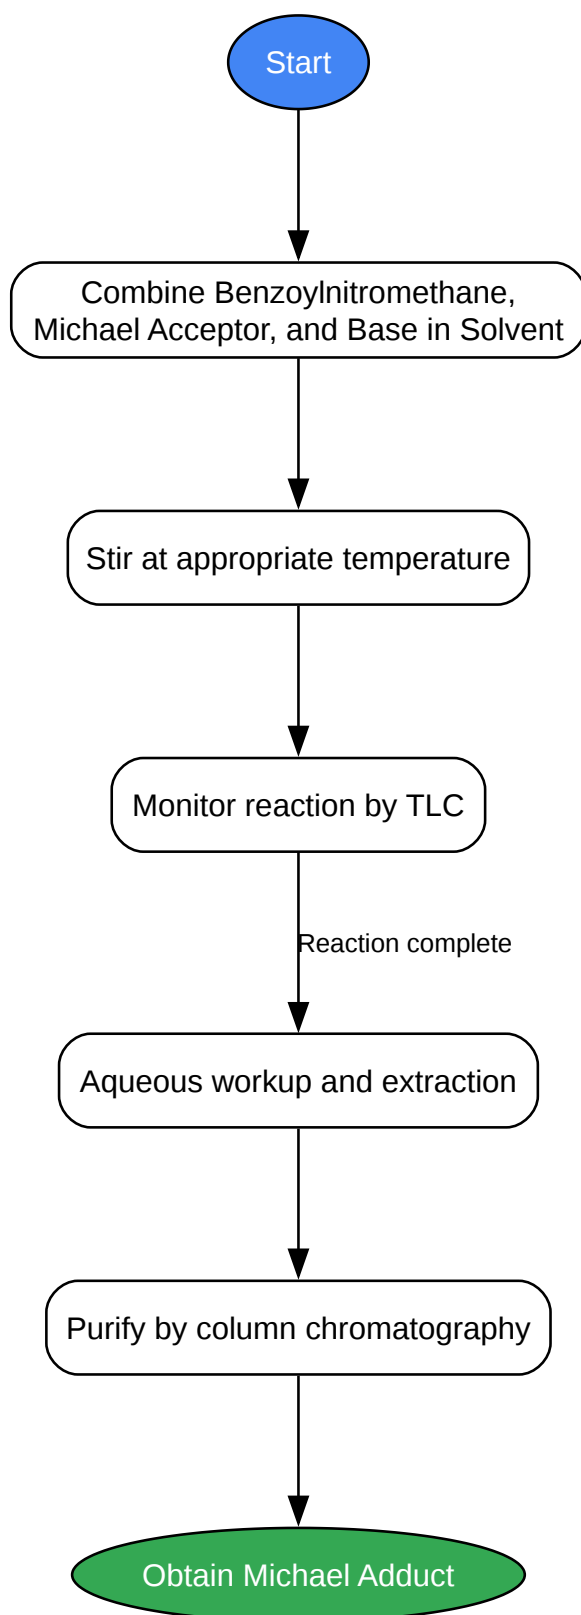 Start
Combine Benzoylnitromethane,
Michael Acceptor, and Base in Solvent
Stir at appropriate temperature
Monitor reaction by TLC
Reaction complete
Aqueous workup and extraction
Purify by column chromatography
Obtain Michael Adduct